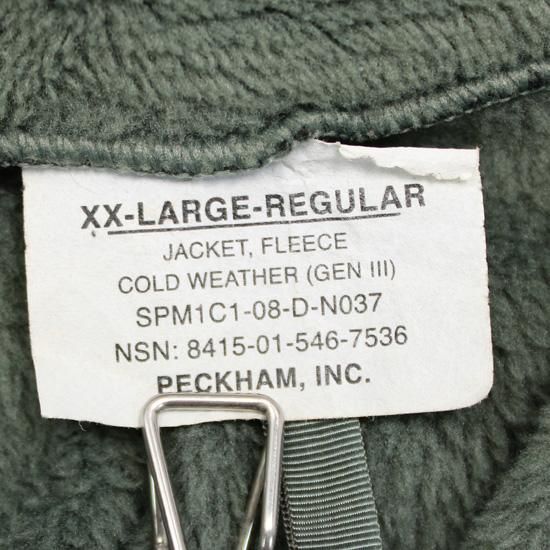 XX-LARGE-REGULAR
JACKET, FLEECE
COLD WEATHER (GEN III)
SPM1C1-08-D-N037
NSN: 8415-01-546-7536
PECKHAM, INC.